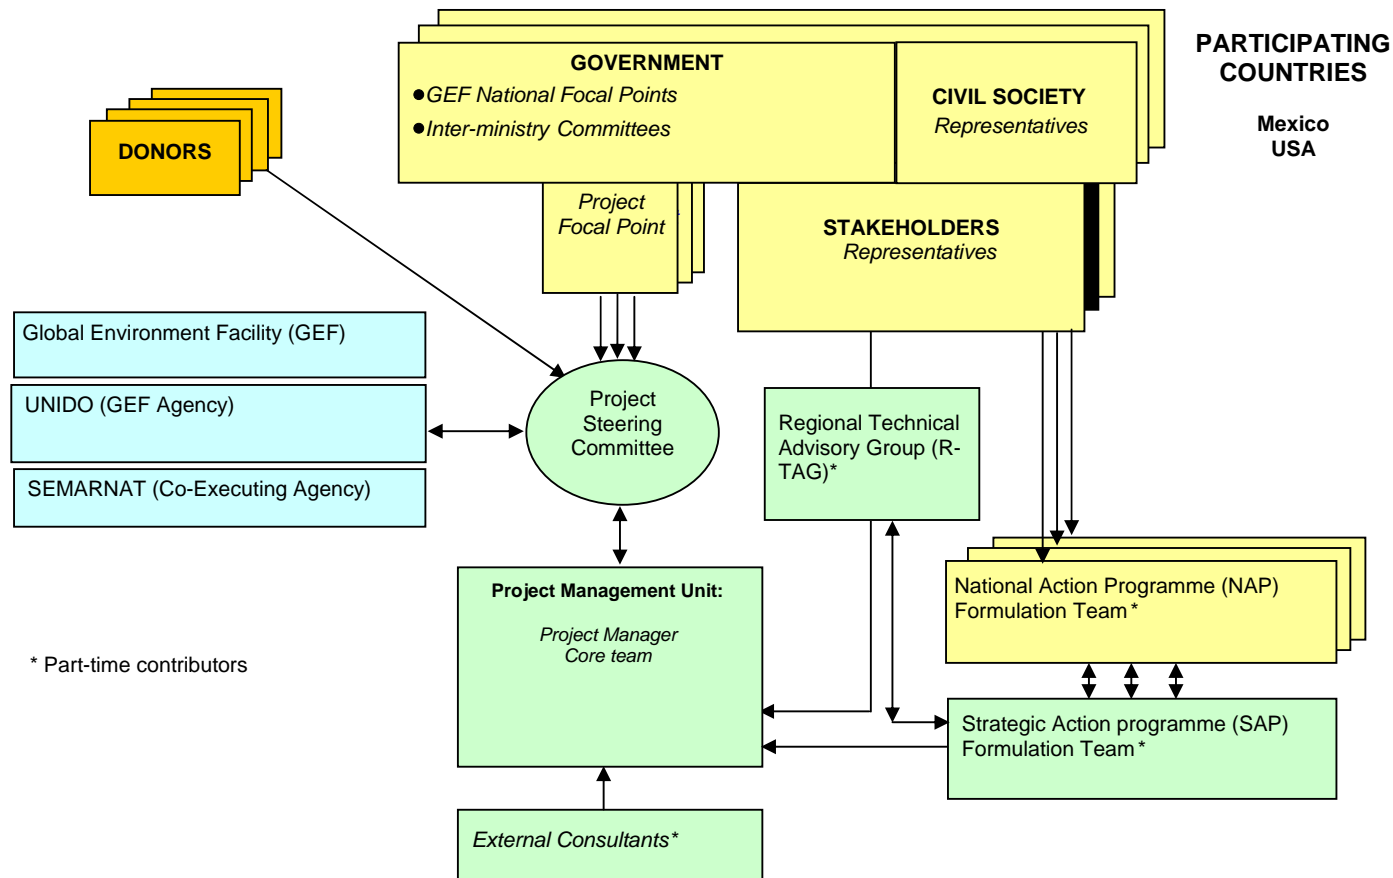 PARTICIPATING
COUNTRIES
Mexico
USA
GOVERNMENT
●GEF National Focal Points
●Inter-ministry Committees
CIVIL SOCIETY
Representatives
DONORS
Project
Focal Point
STAKEHOLDERS
Representatives
Global Environment Facility (GEF)
UNIDO (GEF Agency)
SEMARNAT (Co-Executing Agency)
Project
Steering
Committee
Regional Technical
Advisory Group (R-
TAG)*
Project Management Unit:
Project Manager
Core team
National Action Programme (NAP)
Formulation Team*
* Part-time contributors
Strategic Action programme (SAP)
Formulation Team*
External Consultants*